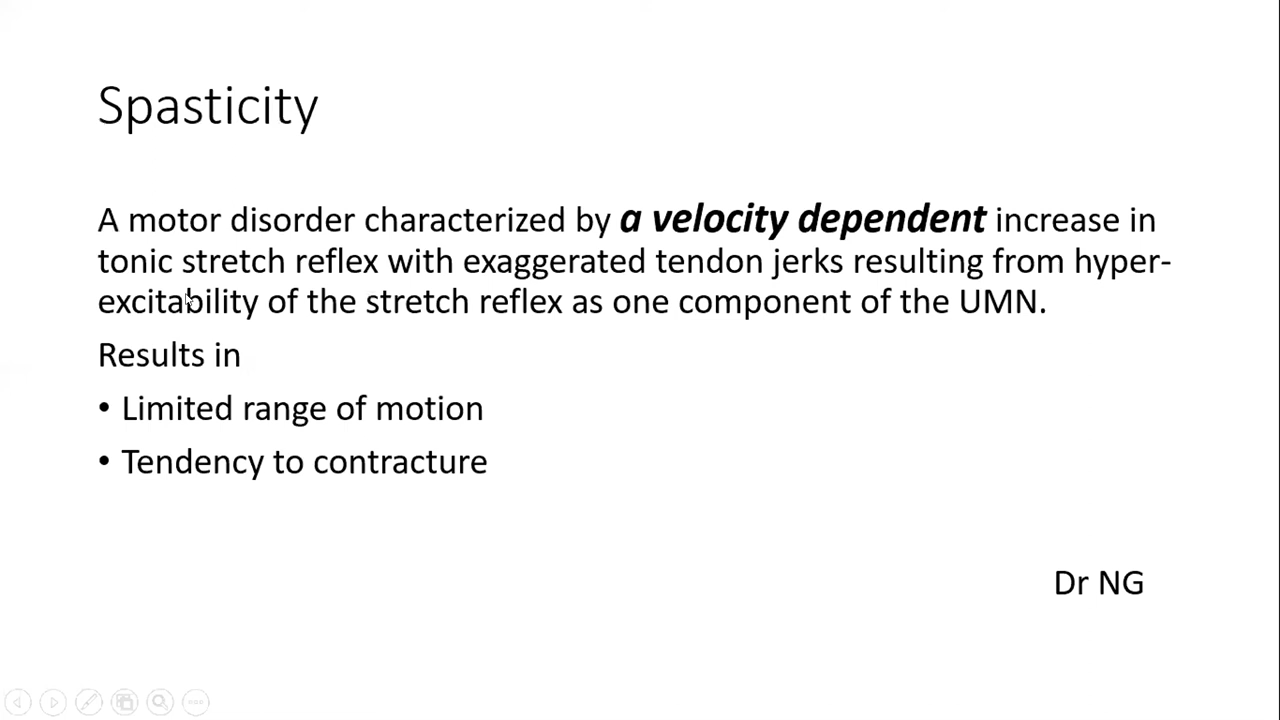 Spasticity
A motor disorder characterized by a velocity dependent increase in
tonic stretch reflex with exaggerated tendon jerks resulting from hyper-
excitability of the stretch reflex as one component of the UMN.
Results in
• Limited range of motion
• Tendency to contracture
Dr NG